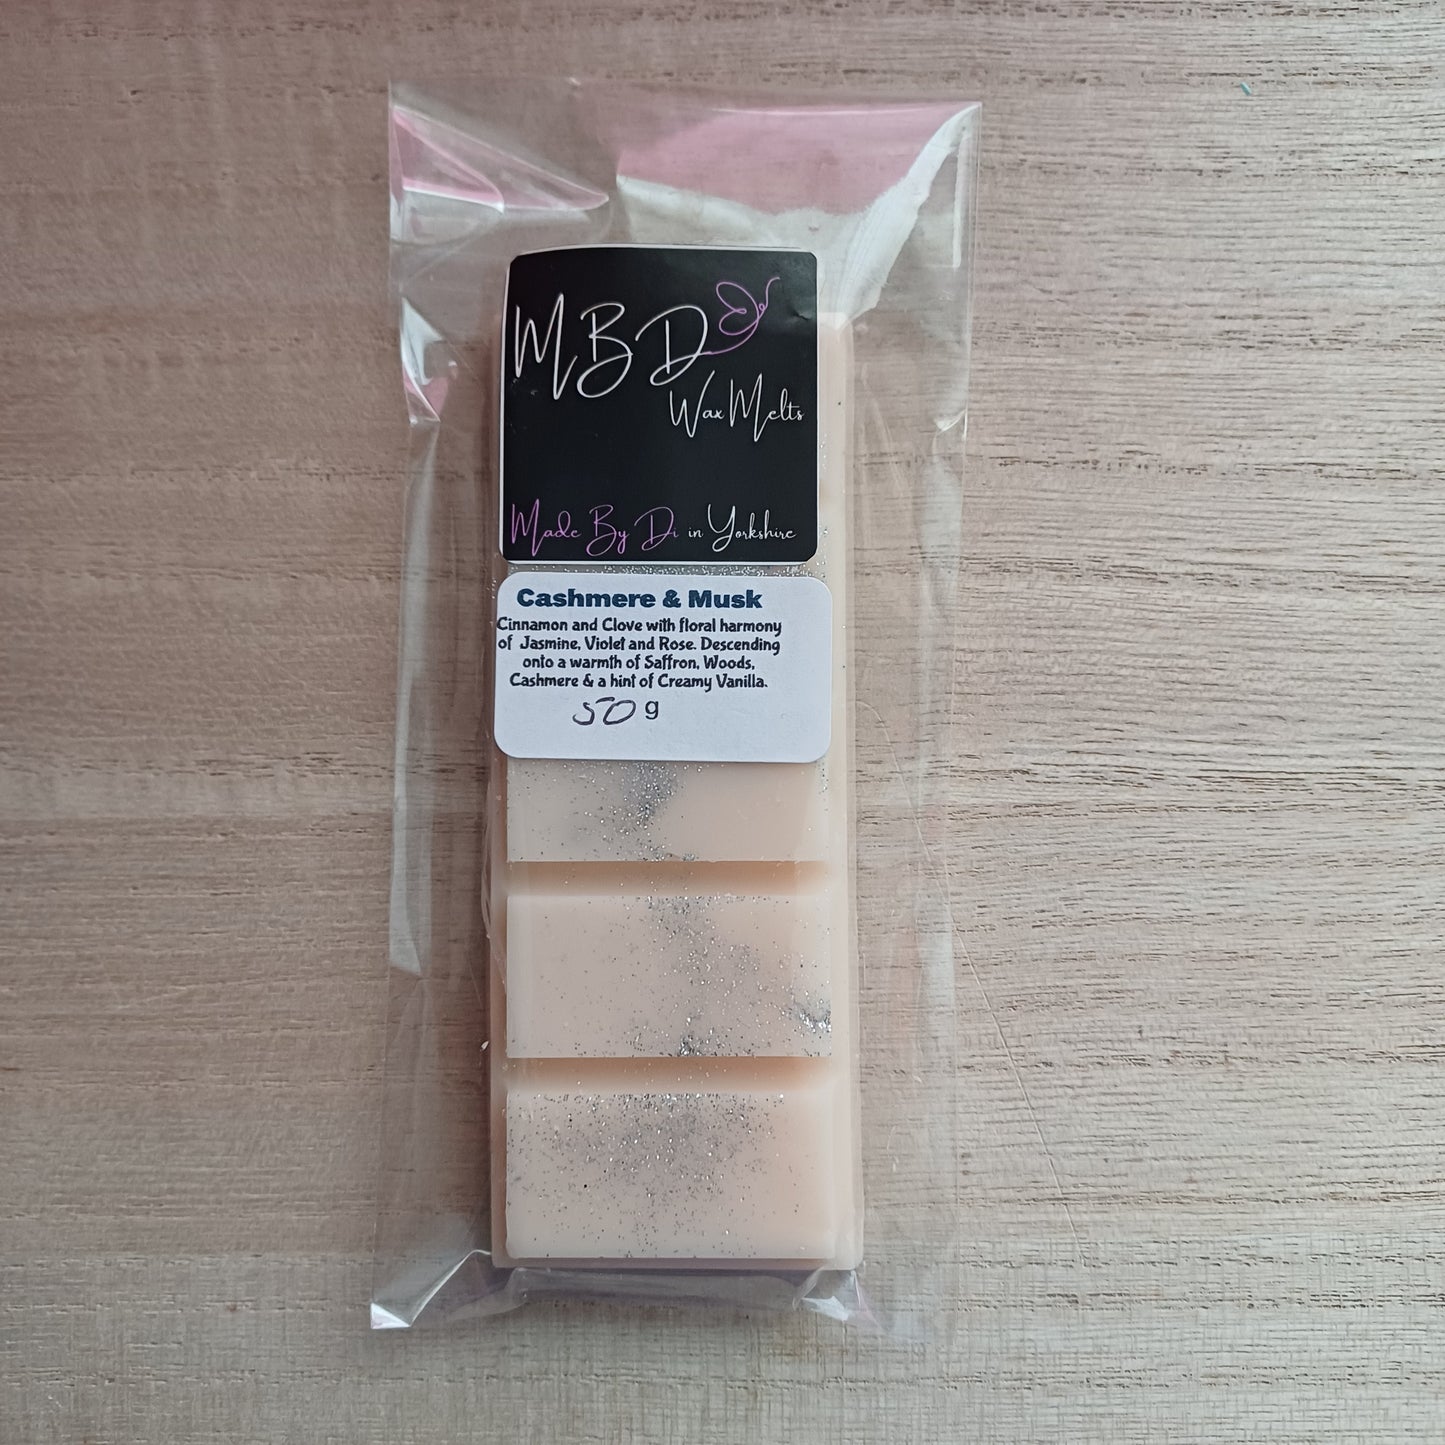 MBD
Wax Melts
Made By Di in Yorkshire
Cashmere & Musk
Cinnamon and Clove with floral harmony
of Jasmine, Violet and Rose. Descending
onto a warmth of Saffron, Woods,
Cashmere & a hint of Creamy Vanilla.
50 g